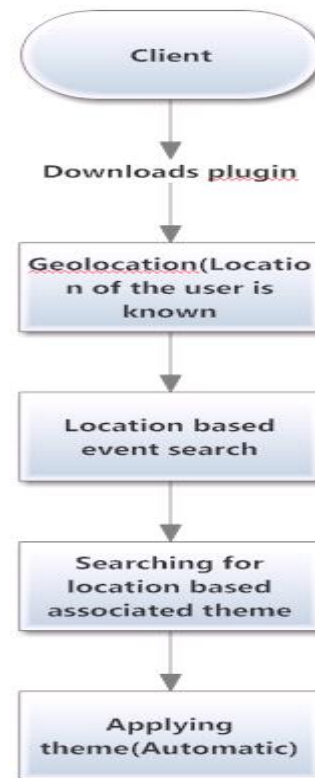 Client
Downloads plugin
Geolocation(Locatio
n of the user is
known
Location based
event search
Searching for
location based
associated theme
Applying
theme(Automatic)